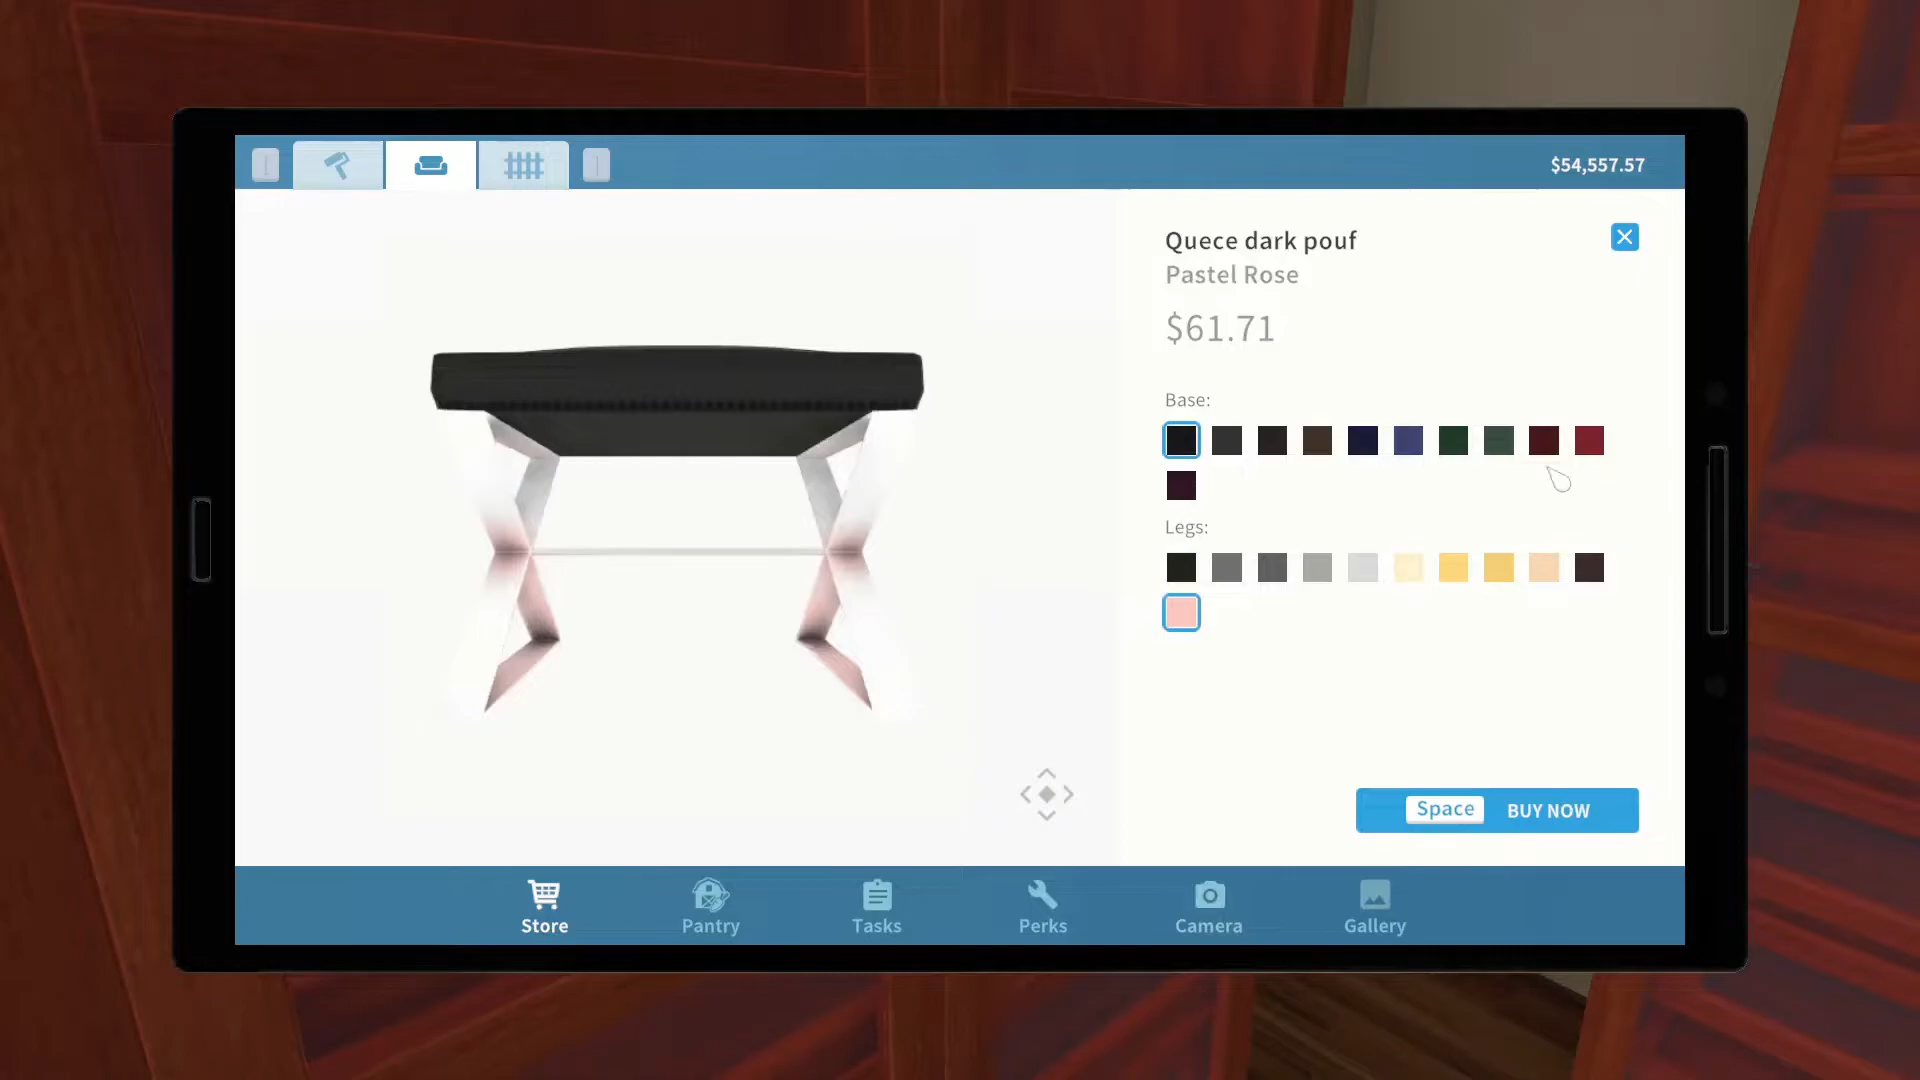 $54,557.57
Quece dark pouf
Pastel Rose
$61.71
Base:
Legs:
Space BUY NOW
Store Pantry Tasks Perks Camera Gallery